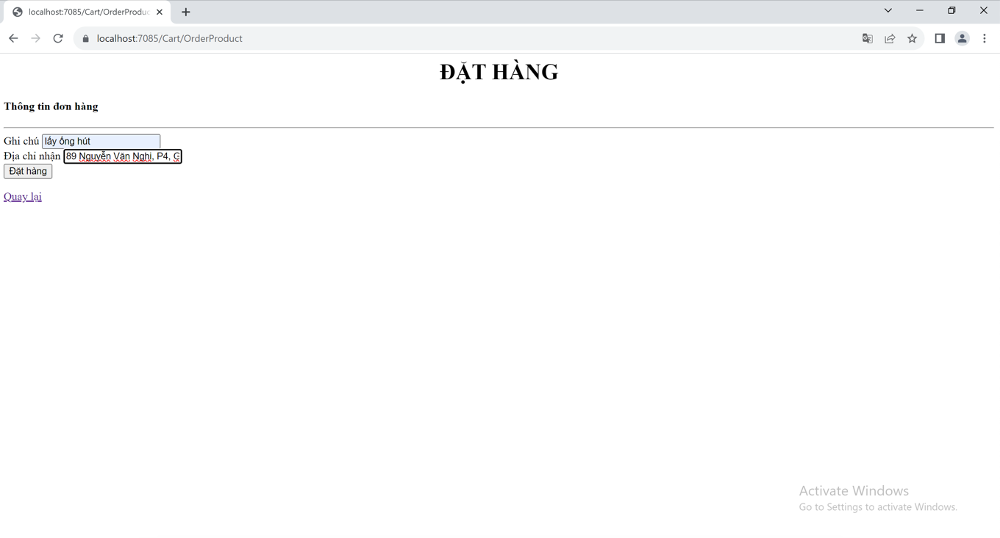 localhost:7085/Cart/OrderProduc
localhost:7085/Cart/OrderProduct
ĐẶT HÀNG
Thông tin đơn hàng
Ghi chú lấy ống hút
Địa chỉ nhận 89 Nguyễn Văn Nghi, P4, G
Đặt hàng
Quay lại
Activate Windows
Go to Settings to activate Windows.